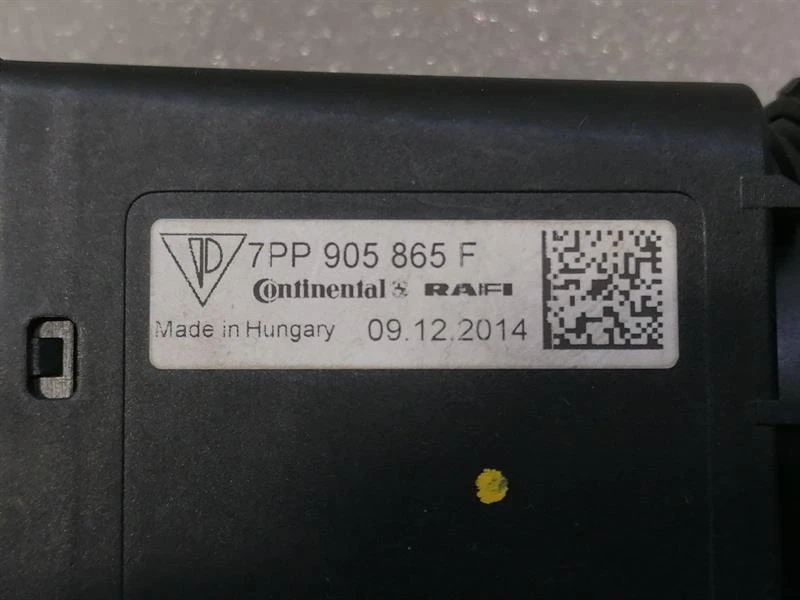 7PP 905 865 F
Continental RAFI
Made in Hungary 09.12.2014